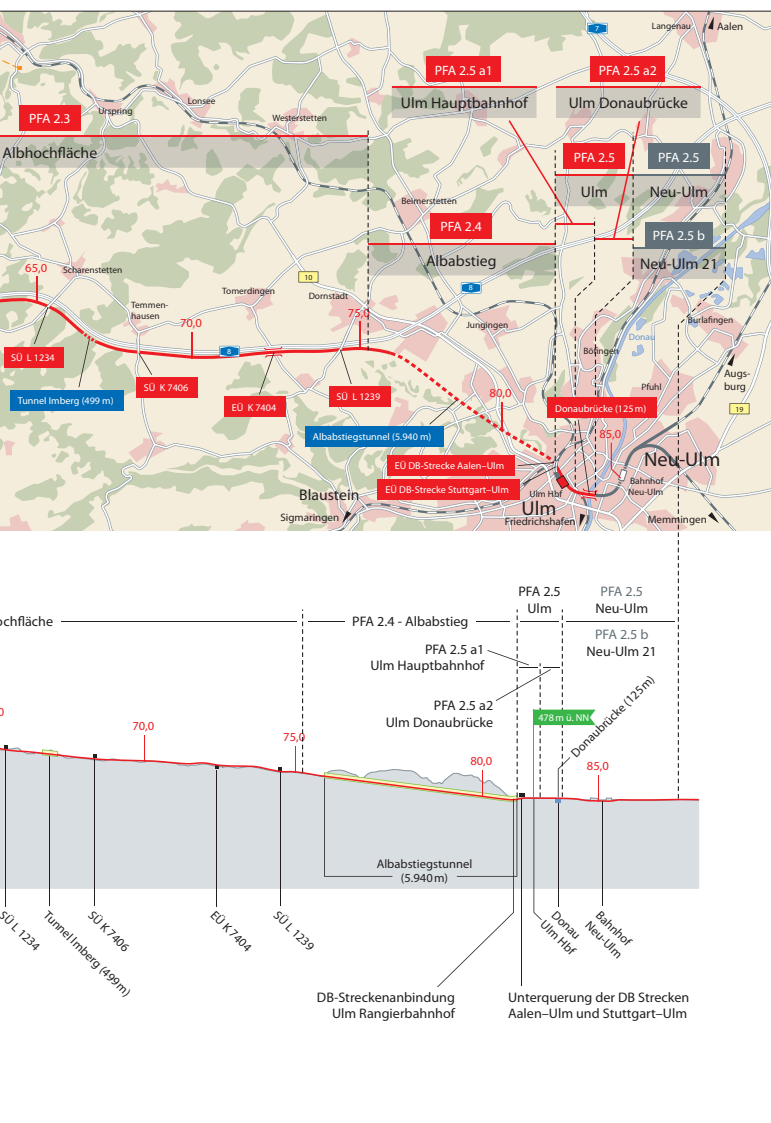 7
Langenau
Aalen
PFA 2.5 a1
PFA 2.5 a2
Ulm Hauptbahnhof
Ulm Donaubrücke
Lonsee
Urspring
Westerstetten
PFA 2.3
Albhochfläche
PFA 2.5
PFA 2.5
Ulm
Neu-Ulm
Beimerstetten
PFA 2.4
Albabstieg
PFA 2.5 b
Neu-Ulm 21
65,0
Scharenstetten
10
Tomerdingen
Dornstadt
8
Temmen-
hausen
70,0
75,0
Jungingen
Burlafingen
Donau
Böfingen
8
SÜ L 1234
Augs-
burg
SÜ K 7406
Pfuhl
Tunnel Imberg (499 m)
EÜ K 7404
SÜ L 1239
80,0
Donaubrücke (125 m)
19
Albabstiegstunnel (5.940 m)
85,0
EÜ DB-Strecke Aalen–Ulm
Neu-Ulm
EÜ DB-Strecke Stuttgart–Ulm
Bahnhof
Neu-Ulm
Blaustein
Ulm Hbf
Ulm
Sigmaringen
Friedrichshafen
Memmingen
PFA 2.5
Ulm
PFA 2.5
Neu-Ulm
ochfläche
PFA 2.4 - Albabstieg
PFA 2.5 b
Neu-Ulm 21
PFA 2.5 a1
Ulm Hauptbahnhof
PFA 2.5 a2
Ulm Donaubrücke
0
70,0
75,0
478 m ü. NN
Donaubrücke (125 m)
80,0
85,0
Albabstiegstunnel
(5.940 m)
SÜ L 1234
Tunnel Imberg (499 m)
SÜ K 7406
EÜ K 7404
SÜ L 1239
Ulm Hbf
Donau
Bahnhof
Neu-Ulm
DB-Streckenanbindung
Ulm Rangierbahnhof
Unterquerung der DB Strecken
Aalen–Ulm und Stuttgart–Ulm